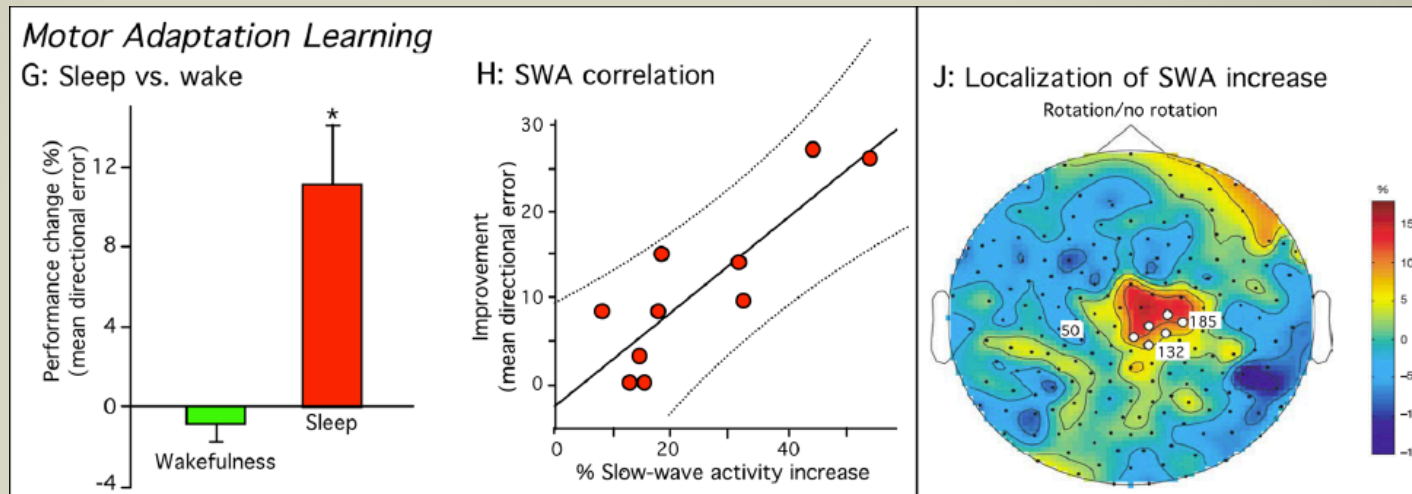 Motor Adaptation Learning
G: Sleep vs. wake
Performance change (%)
(mean directional error)
12
8
4
0
-4
*
Sleep
Wakefulness
H: SWA correlation
Improvement
(mean directional error)
30
20
10
0
0
20
40
% Slow-wave activity increase
J: Localization of SWA increase
Rotation/no rotation
50
185
132
%
15
10
5
0
-5